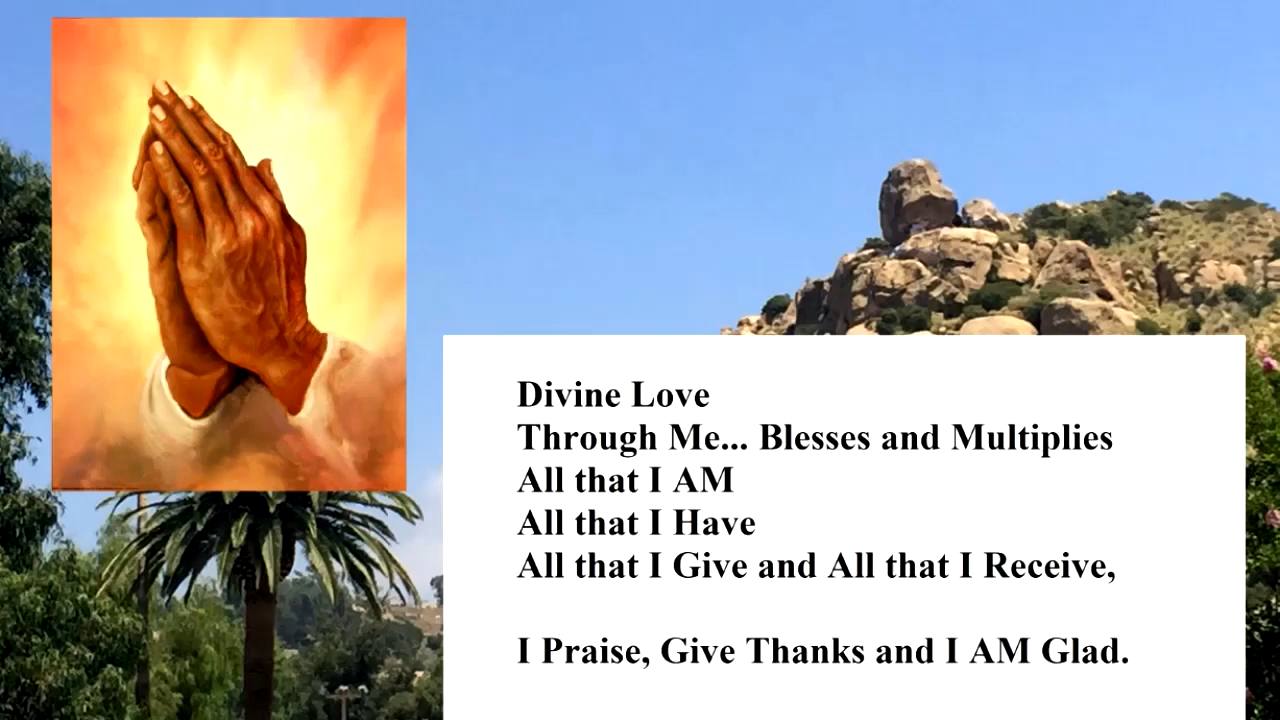 Divine Love
Through Me... Blesses and Multiplies
All that I AM
All that I Have
All that I Give and All that I Receive,
I Praise, Give Thanks and I AM Glad.